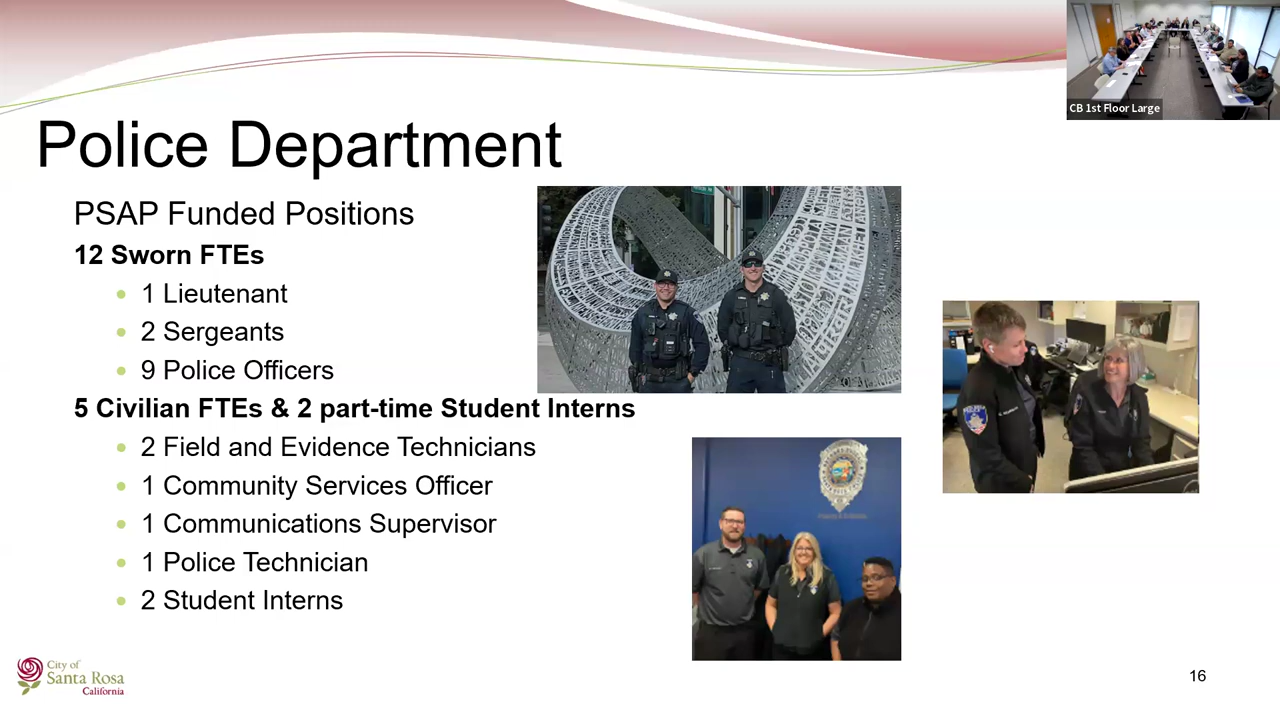 CB 1st Floor Large
Police Department
PSAP Funded Positions
12 Sworn FTEs
1 Lieutenant
2 Sergeants
9 Police Officers
5 Civilian FTEs & 2 part-time Student Interns
2 Field and Evidence Technicians
1 Community Services Officer
1 Communications Supervisor
1 Police Technician
2 Student Interns
City of
Santa Rosa
California
16